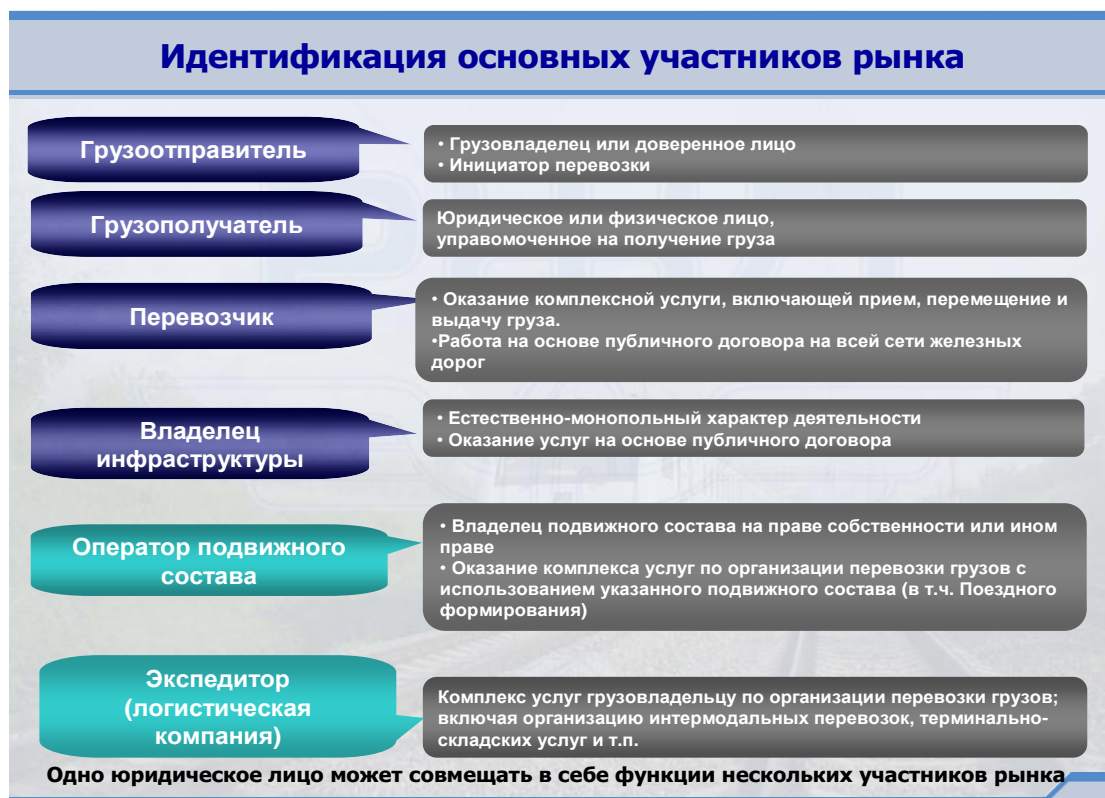 Идентификация основных участников рынка
Грузоотправитель
• Грузовладелец или доверенное лицо
• Инициатор перевозки
Грузополучатель
Юридическое или физическое лицо,
управомоченное на получение груза
Перевозчик
• Оказание комплексной услуги, включающей прием, перемещение и
выдачу груза.
•Работа на основе публичного договора на всей сети железных
дорог
Владелец
инфраструктуры
• Естественно-монопольный характер деятельности
• Оказание услуг на основе публичного договора
Оператор подвижного
состава
• Владелец подвижного состава на праве собственности или ином
праве
• Оказание комплекса услуг по организации перевозки грузов с
использованием указанного подвижного состава (в т.ч. Поездного
формирования)
Экспедитор
(логистическая
компания)
Комплекс услуг грузовладельцу по организации перевозки грузов;
включая организацию интермодальных перевозок, терминально-
складских услуг и т.п.
Одно юридическое лицо может совмещать в себе функции нескольких участников рынка